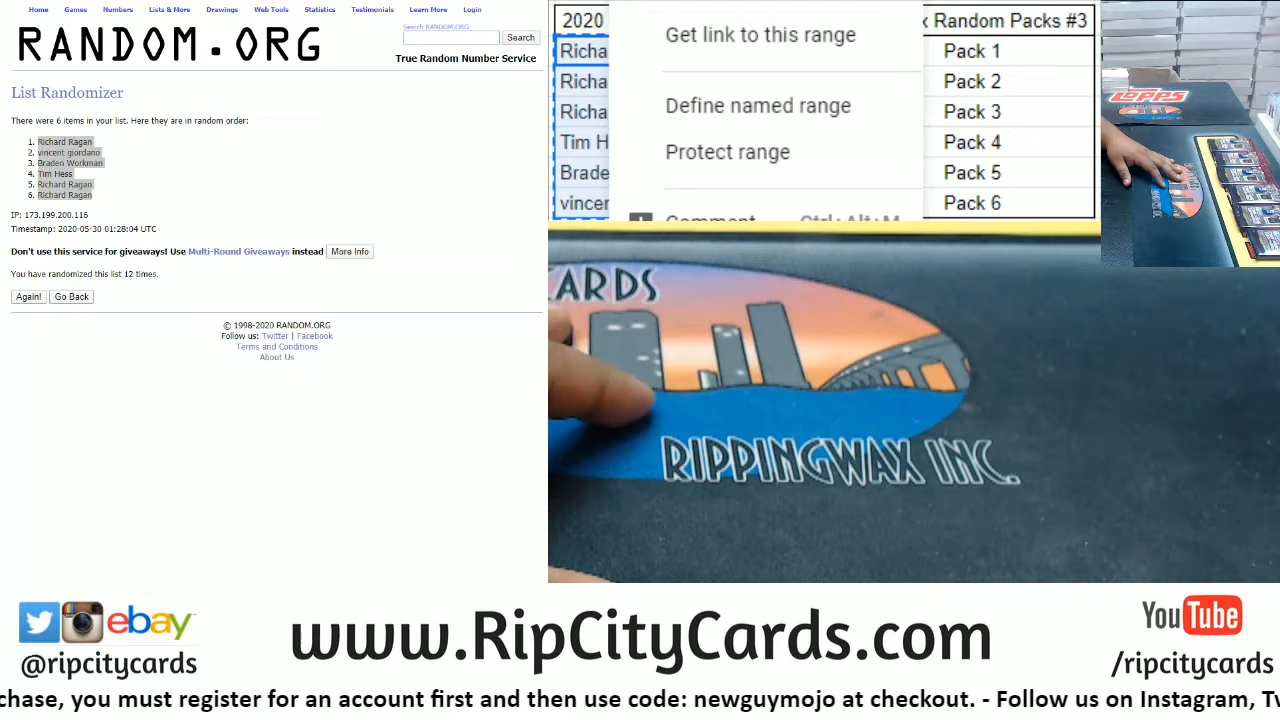 Home Games Numbers Lists & More Drawings Web Tools Statistics Testimonials Learn More Login
RANDOM.ORG
Search RANDOM.ORG
Search
True Random Number Service
List Randomizer
There were 6 items in your list. Here they are in random order:
1. Richard Ragan
2. vincent giordano
3. Braden Workman
4. Tim Hess
5. Richard Ragan
6. Richard Ragan
IP: 173.199.200.116
Timestamp: 2020-05-30 01:28:04 UTC
Don't use this service for giveaways! Use Multi-Round Giveaways instead More Info
You have randomized this list 12 times.
Again! Go Back
© 1998-2020 RANDOM.ORG
Follow us: Twitter | Facebook
Terms and Conditions
About Us
2020 x Random Packs #3
Richa Pack 1
Richa Pack 2
Richa Pack 3
Tim H Pack 4
Brade Pack 5
vincer Pack 6
Get link to this range
Define named range
Protect range
Comment Ctrl+Alt+M
TOPPS
CARDS
RIPPINGWAX INC.
ebay
@ripcitycards
www.RipCityCards.com
YouTube
/ripcitycards
chase, you must register for an account first and then use code: newguymojo at checkout. - Follow us on Instagram, Tw